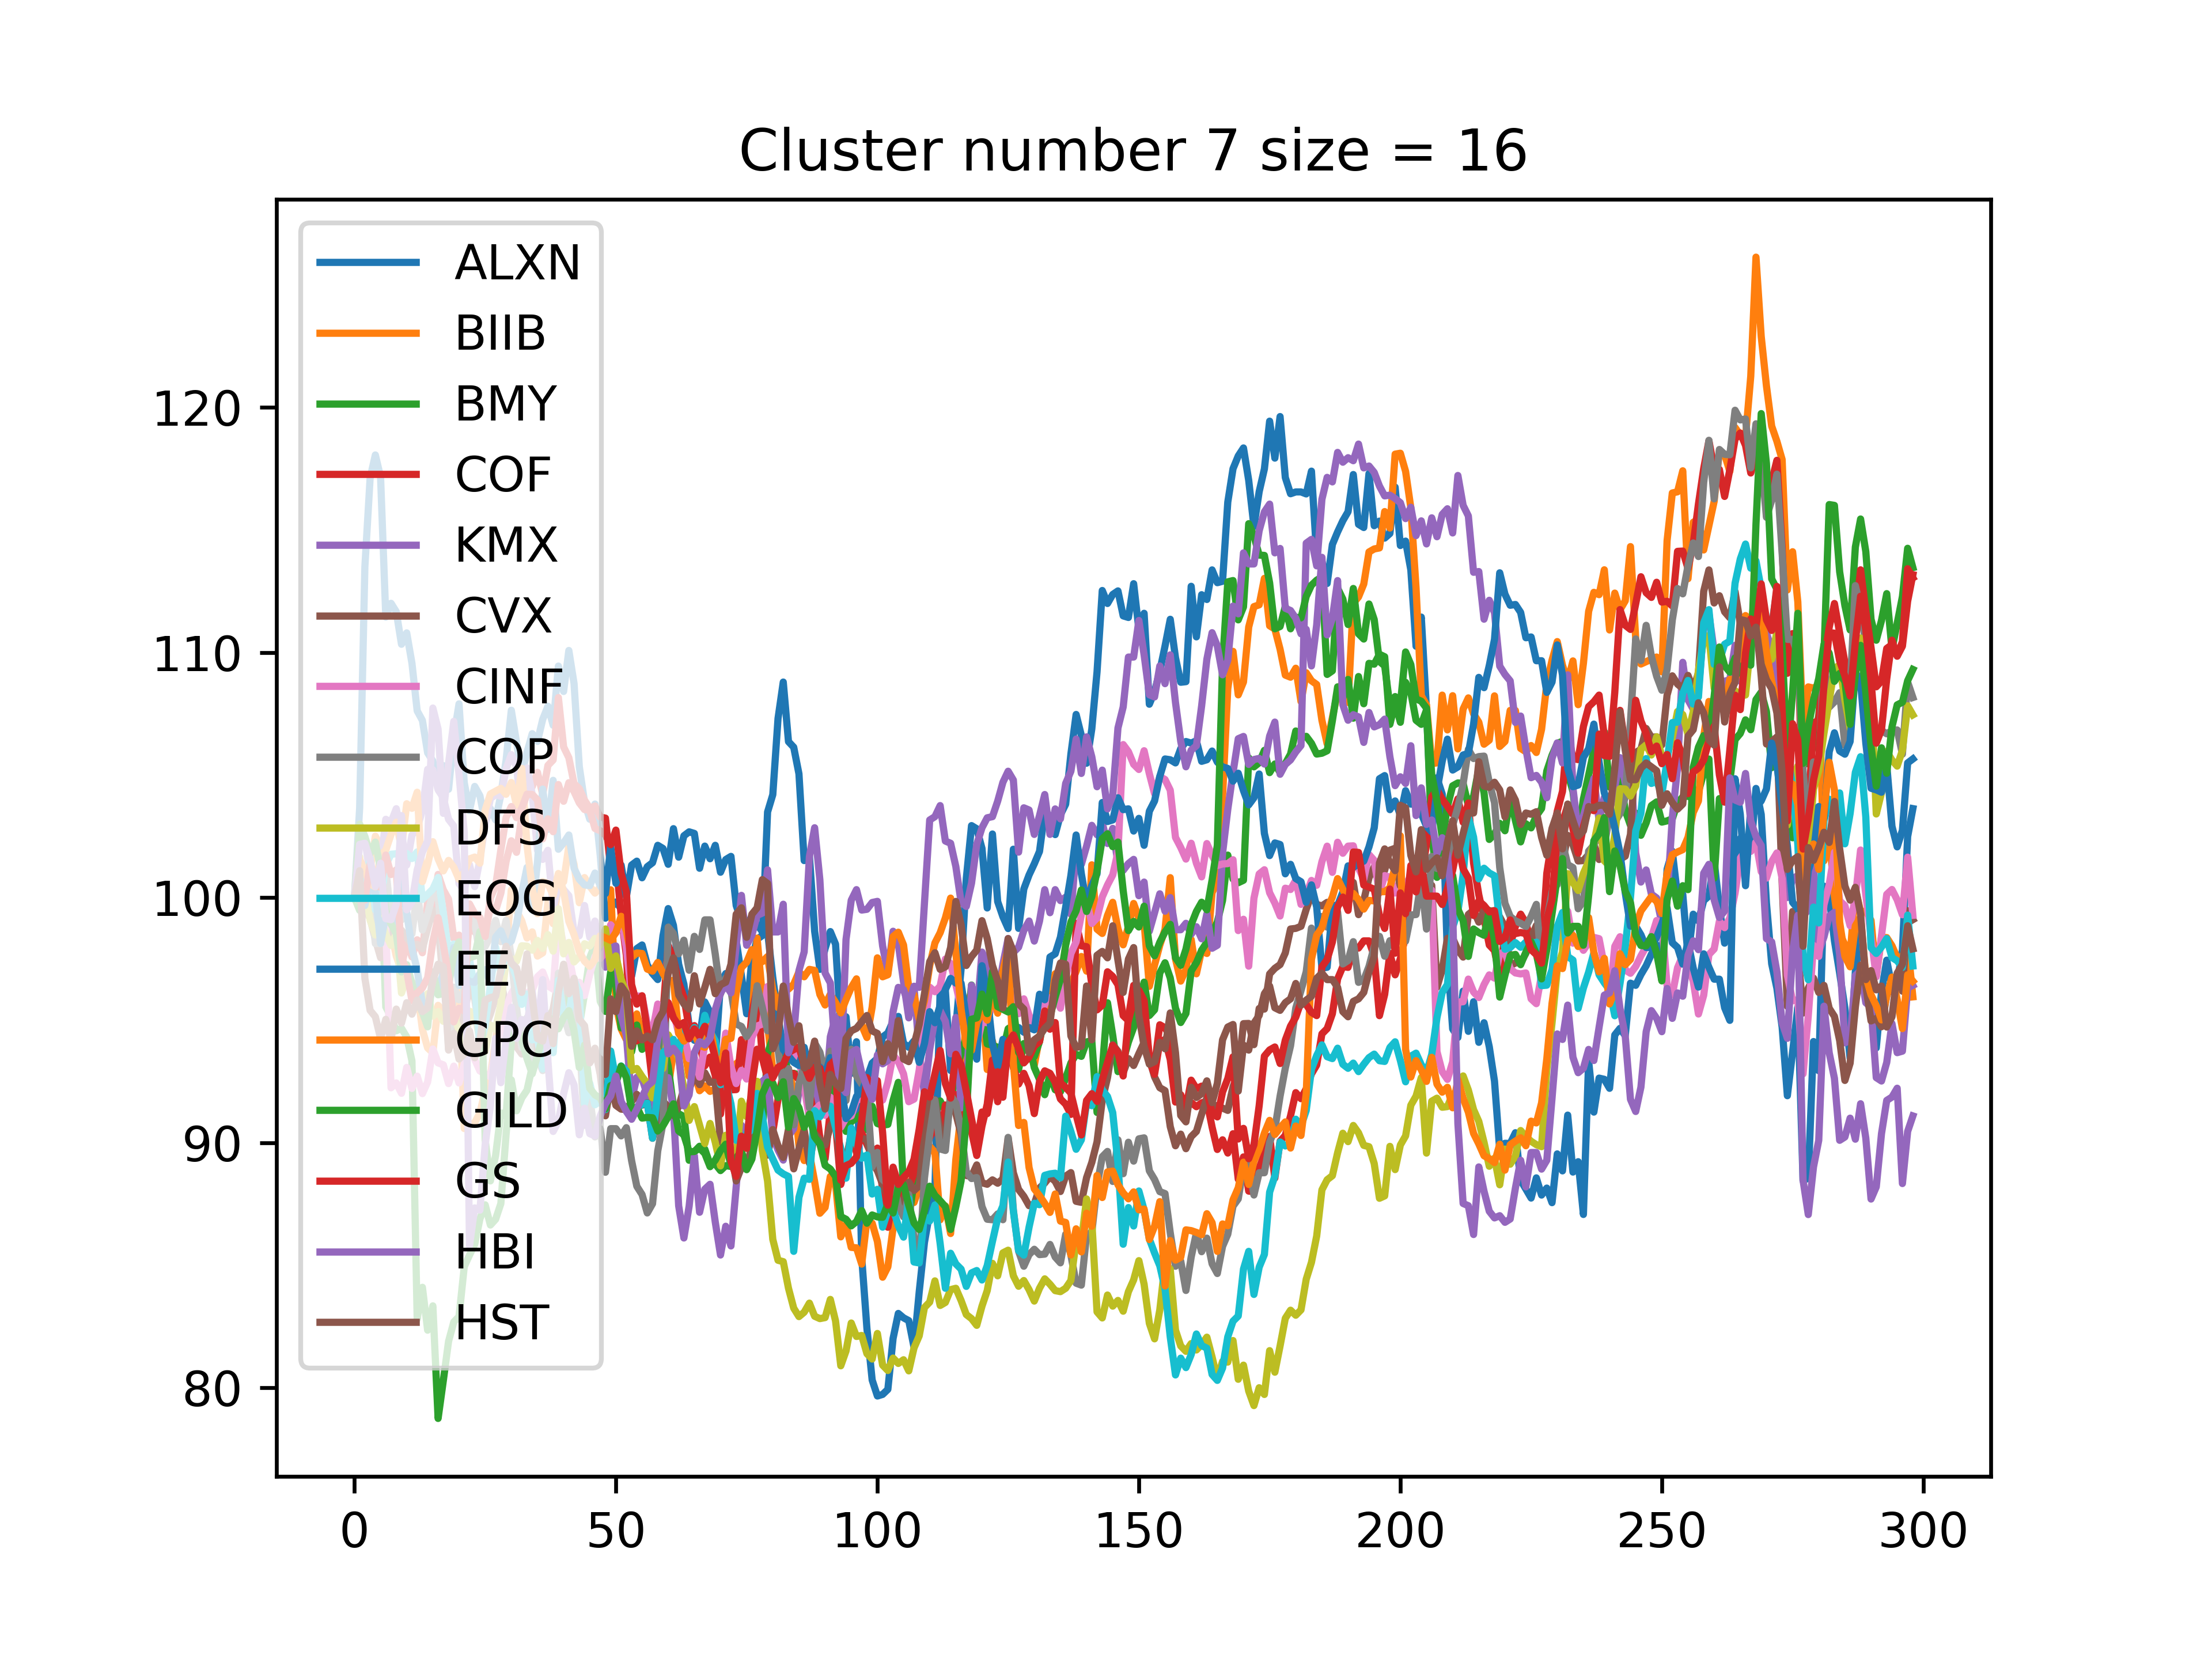 Cluster number 7 size = 16
ALXN
BIIB
BMY
COF
KMX
CVX
CINF
COP
DFS
EOG
FE
GPC
GILD
GS
HBI
HST
120
110
100
90
80
0 50 100 150 200 250 300